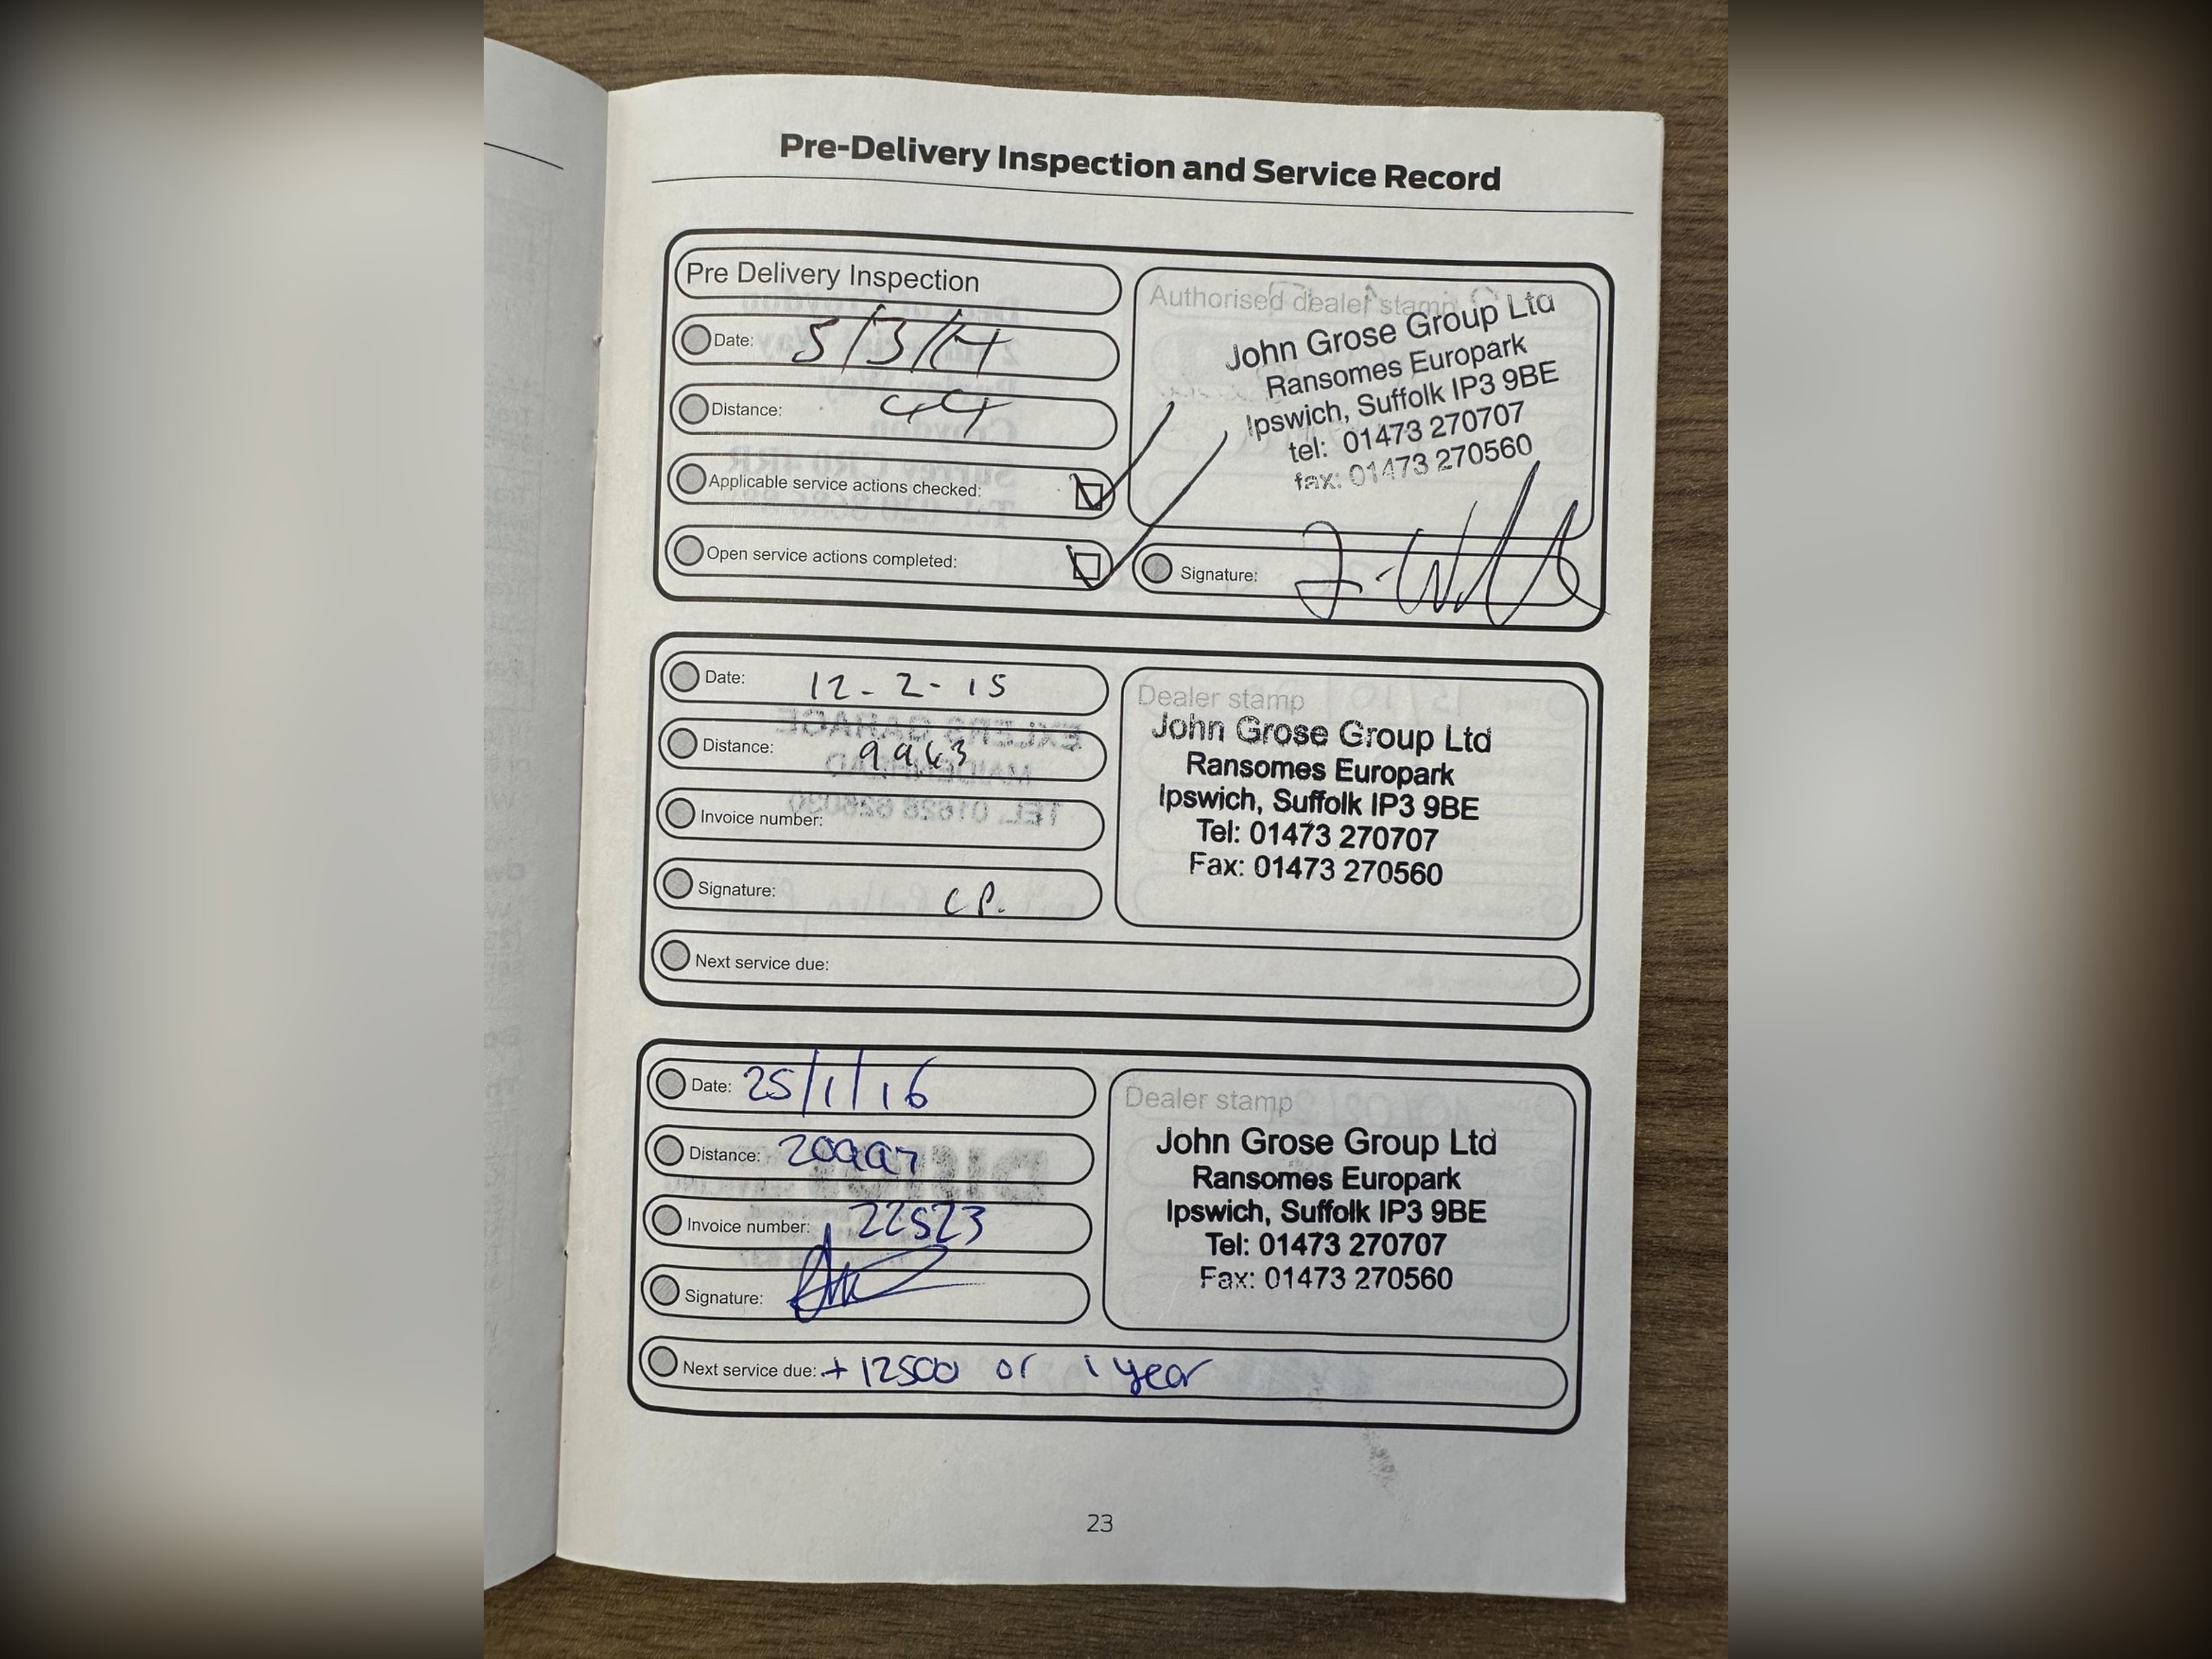 Pre-Delivery Inspection and Service Record
Pre Delivery Inspection
Date: 5/3/14
Distance: 44
Applicable service actions checked:
Open service actions completed:
Authorised dealer stamp
John Grose Group Ltd
Ransomes Europark
Ipswich, Suffolk IP3 9BE
tel: 01473 270707
fax: 01473 270560
Signature:
Date: 12-2-15
Distance: 9963
Invoice number:
Signature: CP.
Next service due:
Dealer stamp
John Grose Group Ltd
Ransomes Europark
Ipswich, Suffolk IP3 9BE
Tel: 01473 270707
Fax: 01473 270560
Date: 25/1/16
Distance: 20997
Invoice number: 22523
Signature:
Next service due: + 12500 or 1 year
Dealer stamp
John Grose Group Ltd
Ransomes Europark
Ipswich, Suffolk IP3 9BE
Tel: 01473 270707
Fax: 01473 270560
23